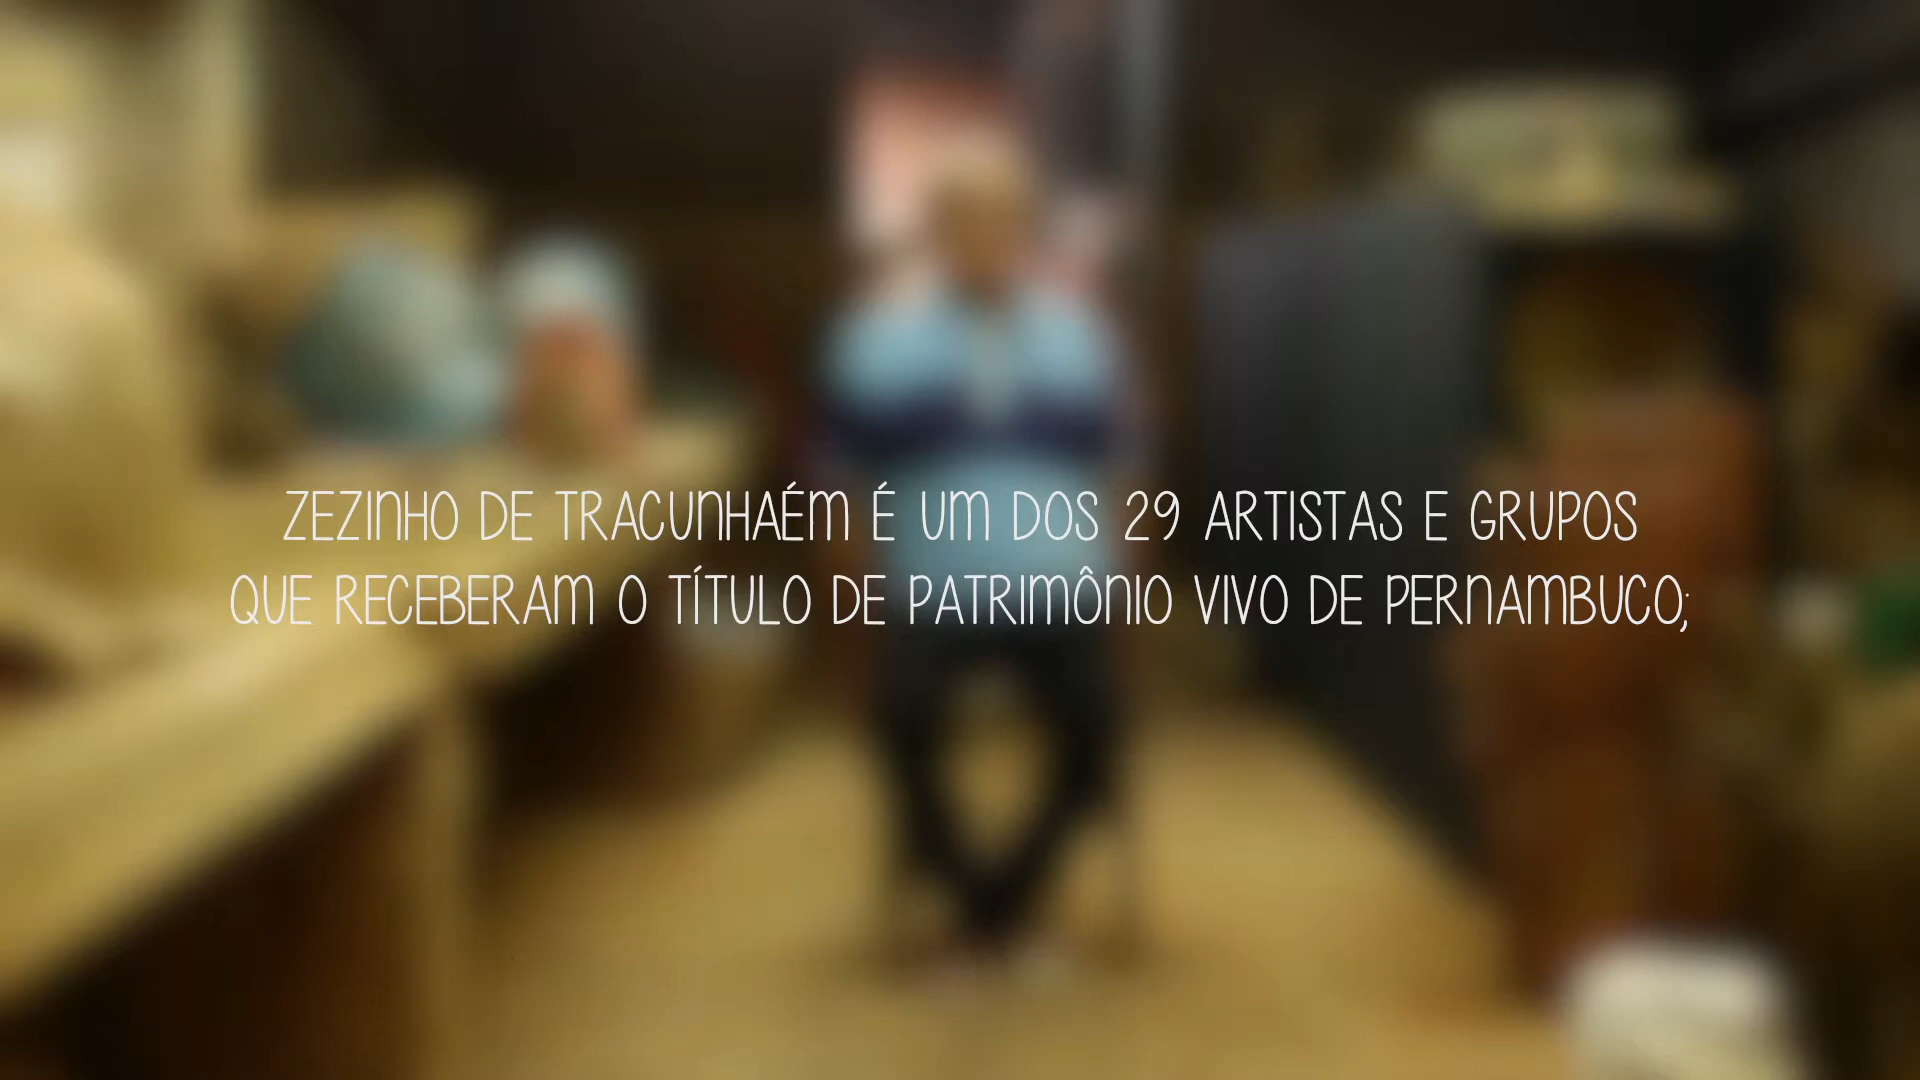 ZEZINHO DE TRACUNHAÉM É UM DOS 29 ARTISTAS E GRUPOS
QUE RECEBERAM O TÍTULO DE PATRIMÔNIO VIVO DE PERNAMBUCO;